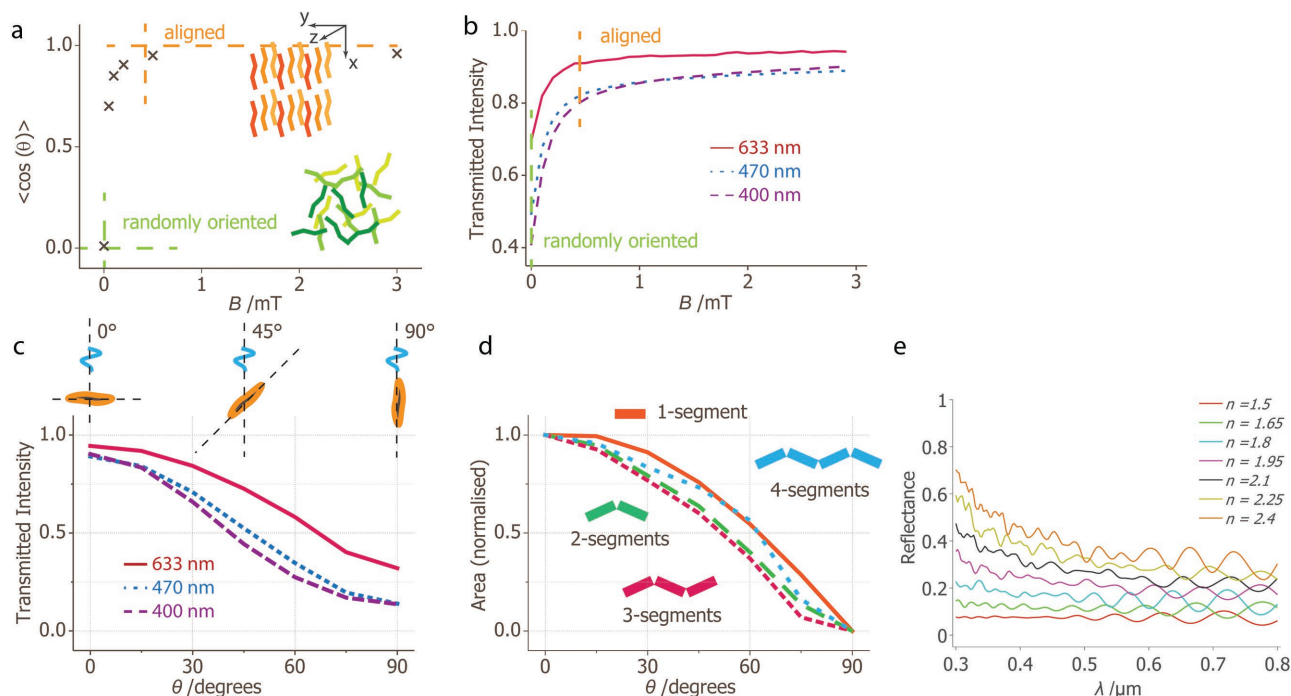 a
<cos (θ)>
1.0
0.5
0.0
aligned
randomly oriented
y
z
x
0
1
2
3
B /mT
b
Transmitted Intensity
1.0
0.8
0.6
0.4
aligned
633 nm
470 nm
400 nm
randomly oriented
0
1
2
3
B /mT
c
0°
45°
90°
Transmitted Intensity
1.0
0.5
0.0
633 nm
470 nm
400 nm
0
30
60
90
θ /degrees
d
Area (normalised)
1.0
0.5
0.0
1-segment
4-segments
2-segments
3-segments
0
30
60
90
θ /degrees
e
Reflectance
1
0.8
0.6
0.4
0.2
0
n =1.5
n = 1.65
n = 1.8
n = 1.95
n =2.1
n = 2.25
n = 2.4
0.3
0.4
0.5
0.6
0.7
0.8
λ /μm